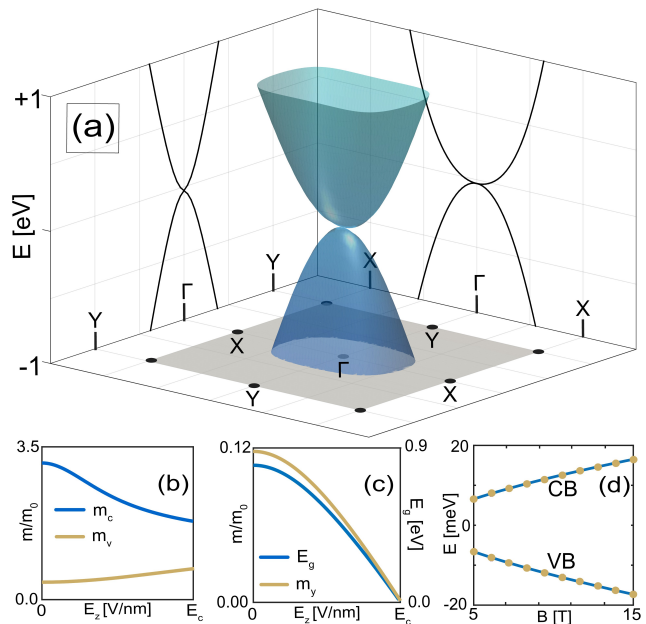 +1
(a)
E [eV]
-1
Y
Γ
Y
X
Γ
X
X
Y
Γ
Y
X
3.5
m/m0
0.0
(b)
mc
mv
0
Ez [V/nm]
Ec
0.12
m/m0
0.00
(c)
Eg
my
0.9
Eg [eV]
0.0
0
Ez [V/nm]
Ec
20
E [meV]
0
-20
(d)
CB
VB
5
B [T]
15